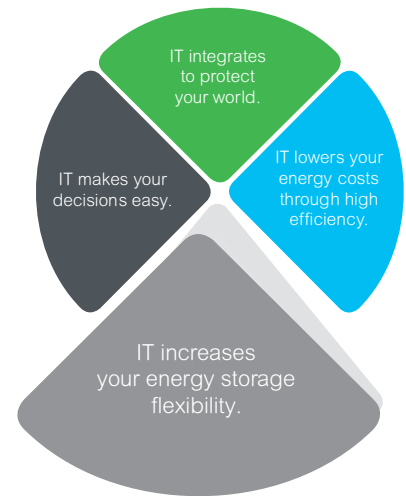 IT integrates
to protect
your world.
IT makes your
decisions easy.
IT lowers your
energy costs
through high
efficiency.
IT increases
your energy storage
flexibility.